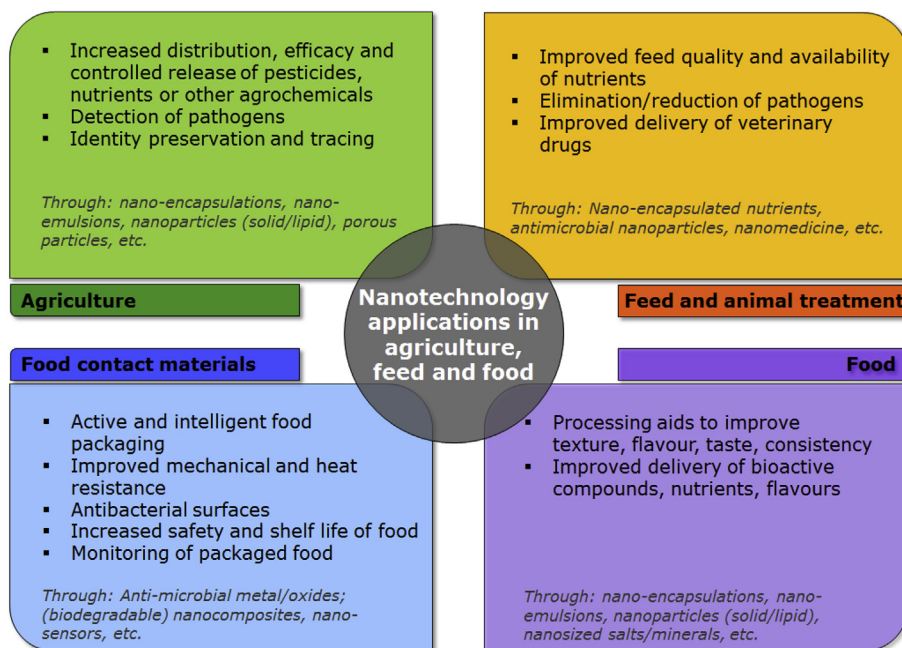 ▪ Increased distribution, efficacy and
controlled release of pesticides,
nutrients or other agrochemicals
▪ Detection of pathogens
▪ Identity preservation and tracing
Through: nano-encapsulations, nano-
emulsions, nanoparticles (solid/lipid), porous
particles, etc.
Agriculture
▪ Improved feed quality and availability
of nutrients
▪ Elimination/reduction of pathogens
▪ Improved delivery of veterinary
drugs
Through: Nano-encapsulated nutrients,
antimicrobial nanoparticles, nanomedicine, etc.
Feed and animal treatment
Nanotechnology
applications in
agriculture,
feed and food
Food contact materials
▪ Active and intelligent food
packaging
▪ Improved mechanical and heat
resistance
▪ Antibacterial surfaces
▪ Increased safety and shelf life of food
▪ Monitoring of packaged food
Through: Anti-microbial metal/oxides;
(biodegradable) nanocomposites, nano-
sensors, etc.
Food
▪ Processing aids to improve
texture, flavour, taste, consistency
▪ Improved delivery of bioactive
compounds, nutrients, flavours
Through: nano-encapsulations, nano-
emulsions, nanoparticles (solid/lipid),
nanosized salts/minerals, etc.